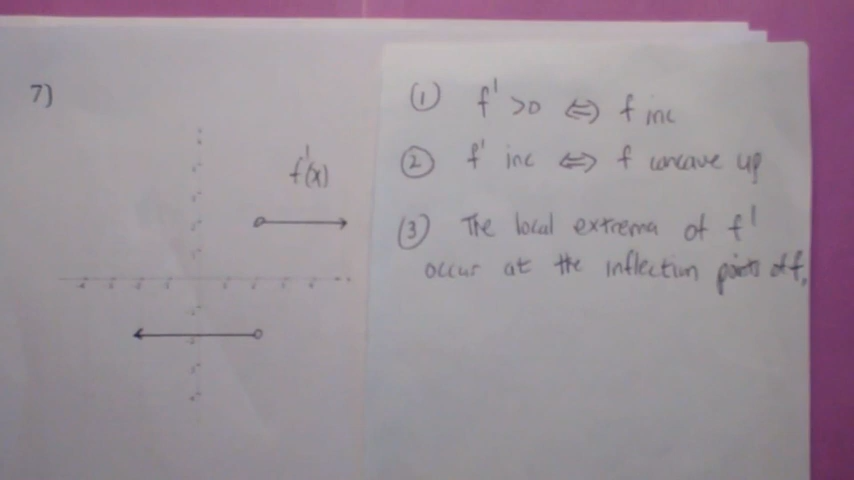 7)
f'(x)
① f' >0 ⇔ f inc
② f' inc ⇔ f concave up
③ The local extrema of f'
occur at the inflection points of f.